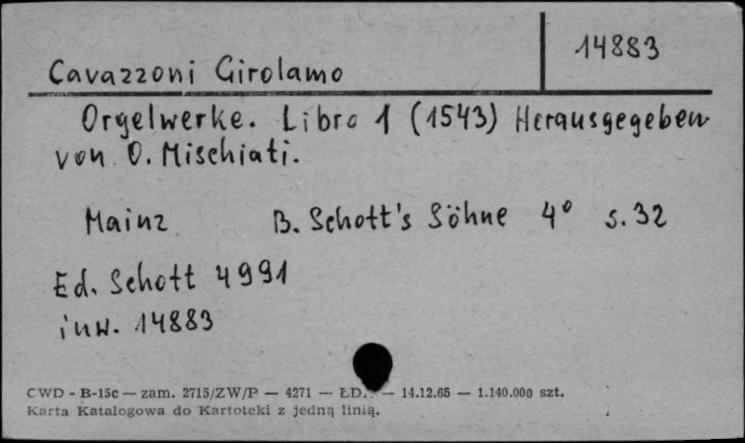 14883
Cavazzoni Girolamo
Orgelwerke. Libro 1 (1543) Herausgegeben
von O. Mischiati.
Mainz B. Schott's Söhne 4° s. 32
Ed. Schott 4991
inw. 14883
CWD - B-15c — zam. 2715/ZW/P — 4271 — — 14.12.65 — 1.140.000 szt.
Karta Katalogowa do Kartoteki z jedną linią.